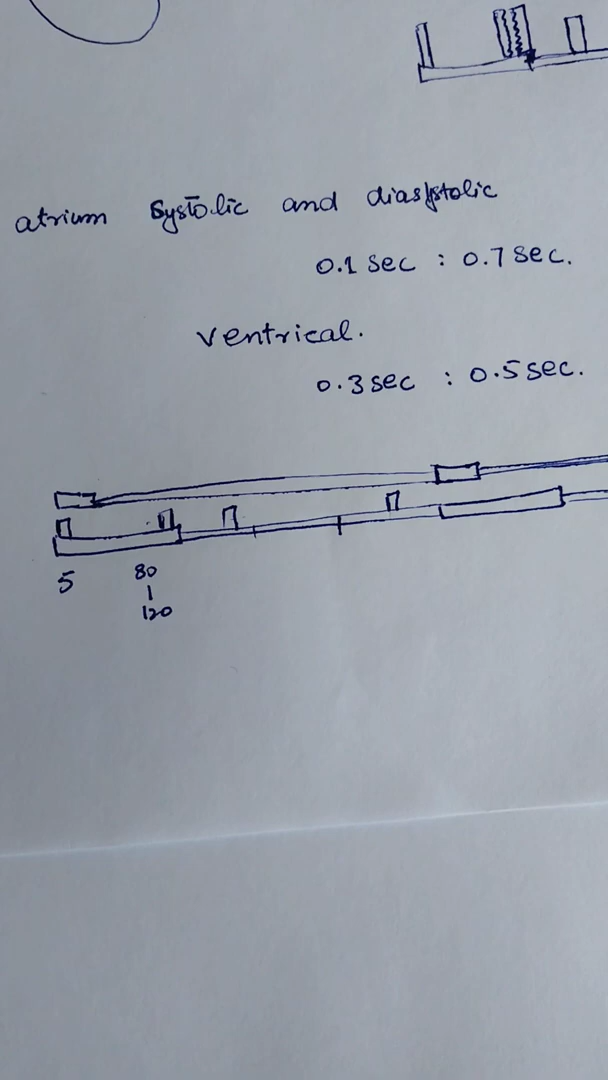 atrium systolic and diasystolic
0.1 sec : 0.7 sec.
ventrical.
0.3 sec : 0.5 sec.
5 80
120